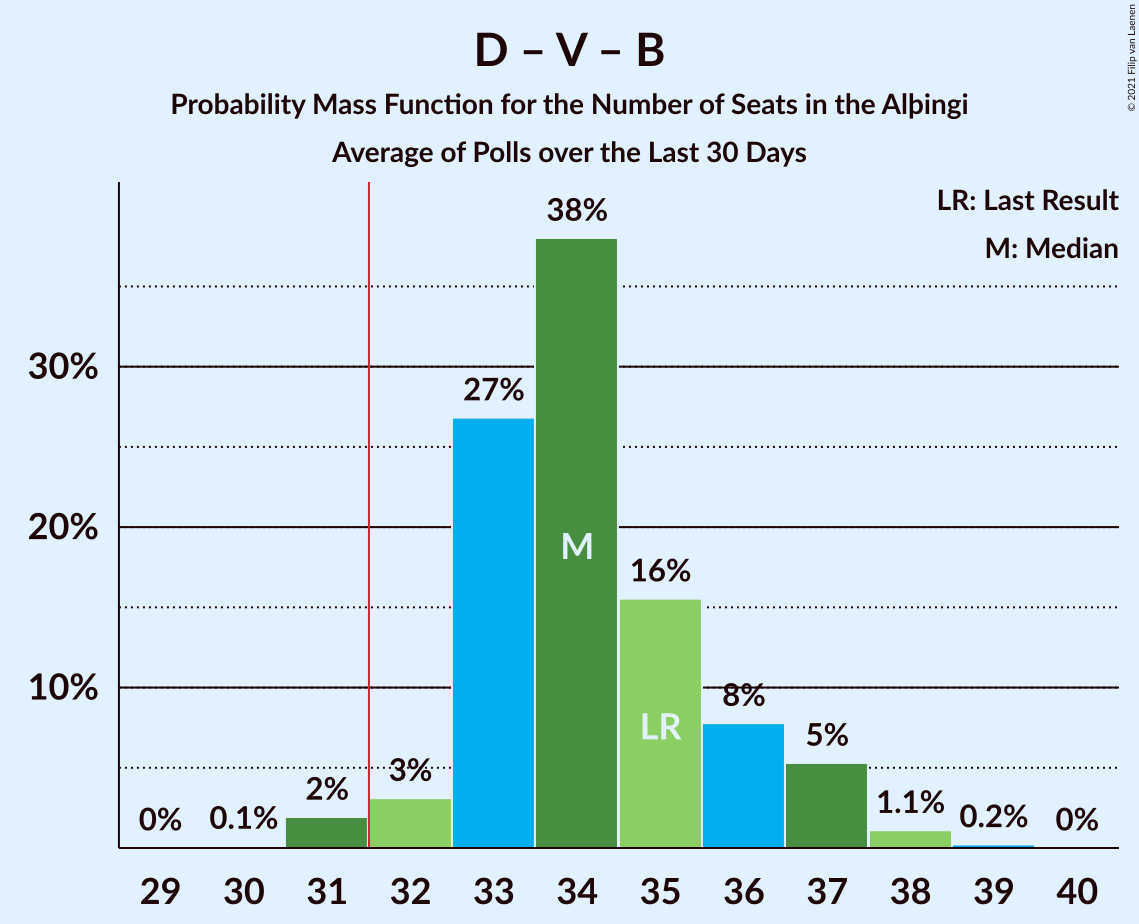 D – V – B
Probability Mass Function for the Number of Seats in the Alþingi
Average of Polls over the Last 30 Days
© 2021 Filip van Laenen
LR: Last Result
M: Median
30%
20%
10%
0%
0.1%
2%
3%
27%
38%
16%
8%
5%
1.1%
0.2%
0%
M
LR
29 30 31 32 33 34 35 36 37 38 39 40